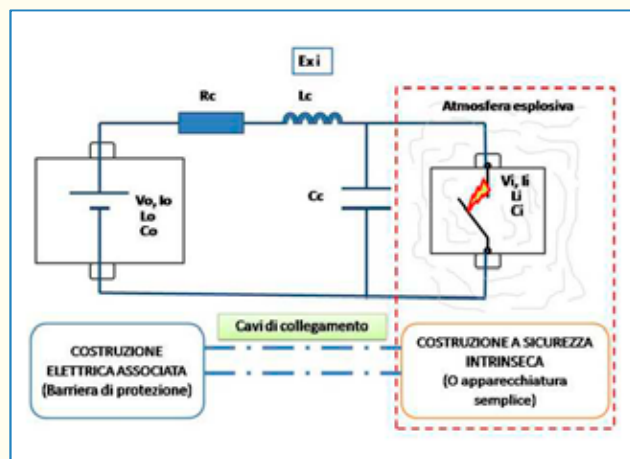 Ex i
Rc
Lc
Atmosfera esplosiva
Vo, Io
Lo
Co
Cc
Vi, Ii
Li
Ci
Cavi di collegamento
COSTRUZIONE
ELETTRICA ASSOCIATA
(Barriera di protezione)
COSTRUZIONE A SICUREZZA
INTRINSECA
(O apparecchiatura
semplice)